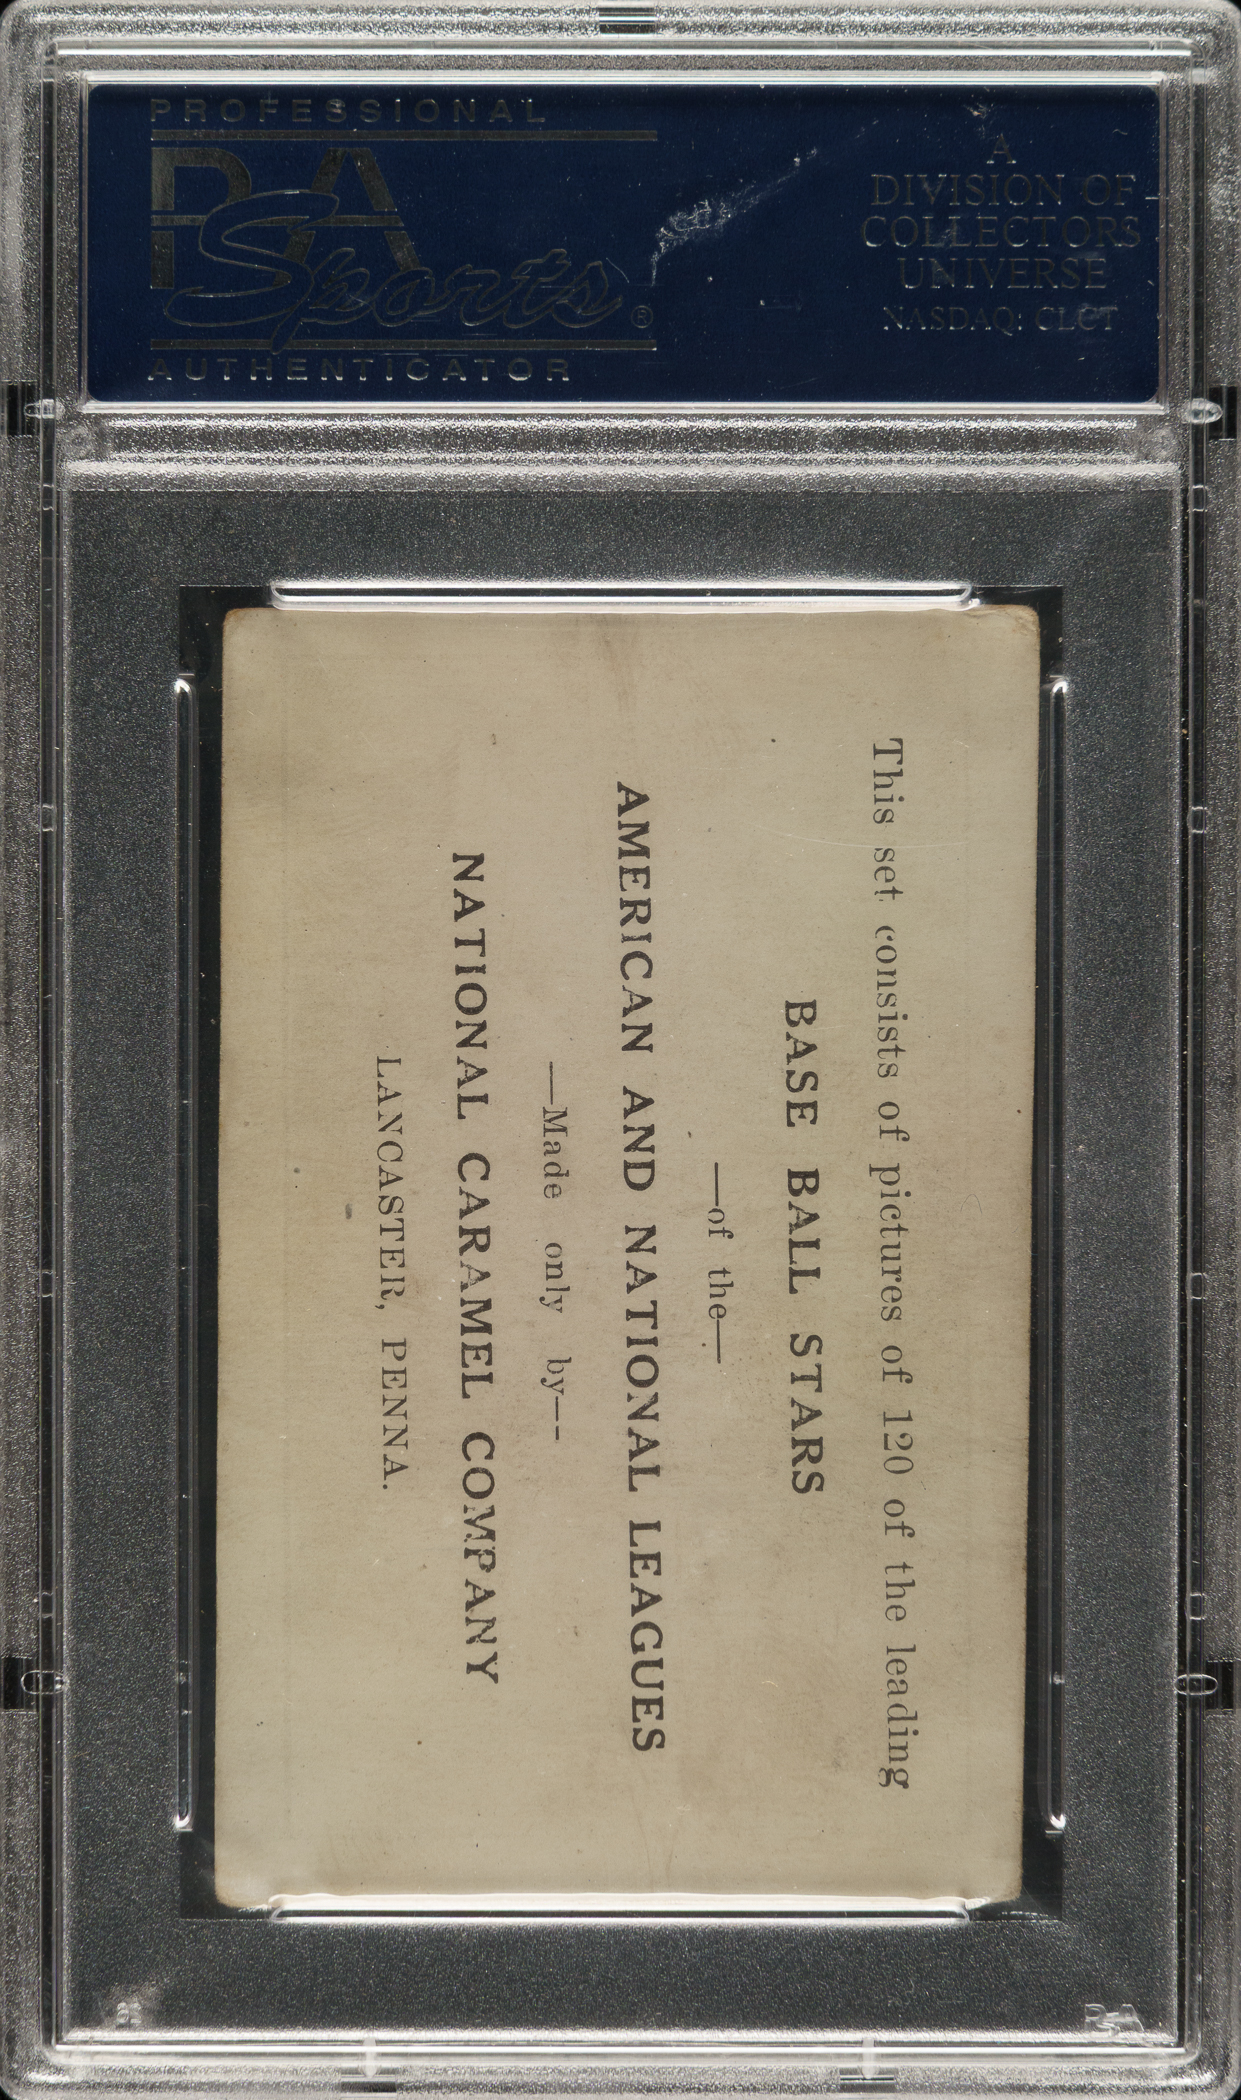 PROFESSIONAL
PSA
Sports®
AUTHENTICATOR
A
DIVISION OF
COLLECTORS
UNIVERSE
NASDAQ: CLCT
This set consists of pictures of 120 of the leading
BASE BALL STARS
—of the—
AMERICAN AND NATIONAL LEAGUES
—Made only by—
NATIONAL CARAMEL COMPANY
LANCASTER, PENNA.
PSA